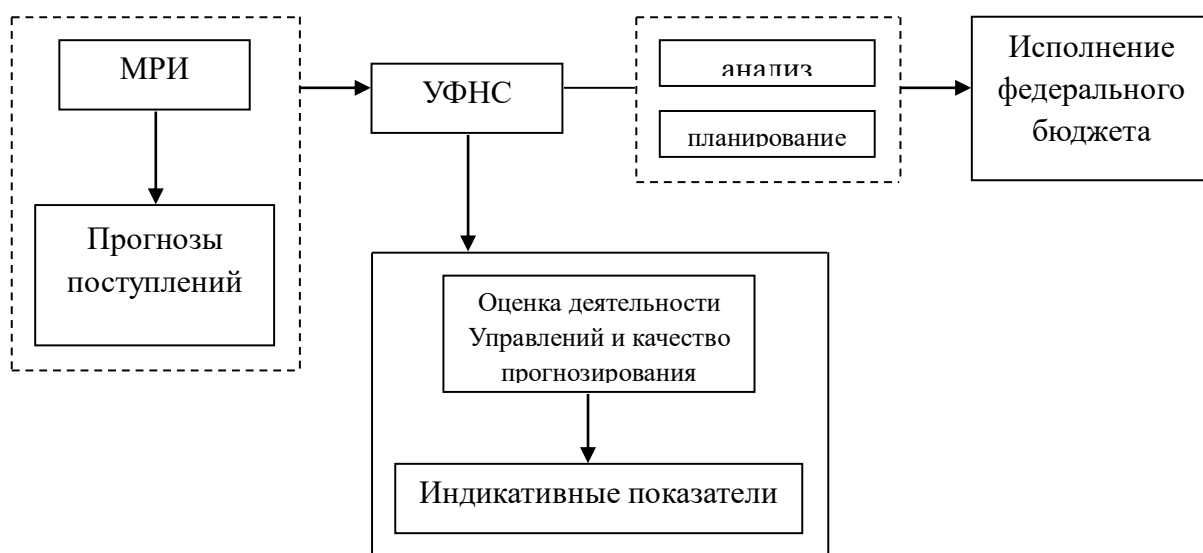 МРИ
Прогнозы
поступлений
УФНС
анализ
планирование
Исполнение
федерального
бюджета
Оценка деятельности
Управлений и качество
прогнозирования
Индикативные показатели